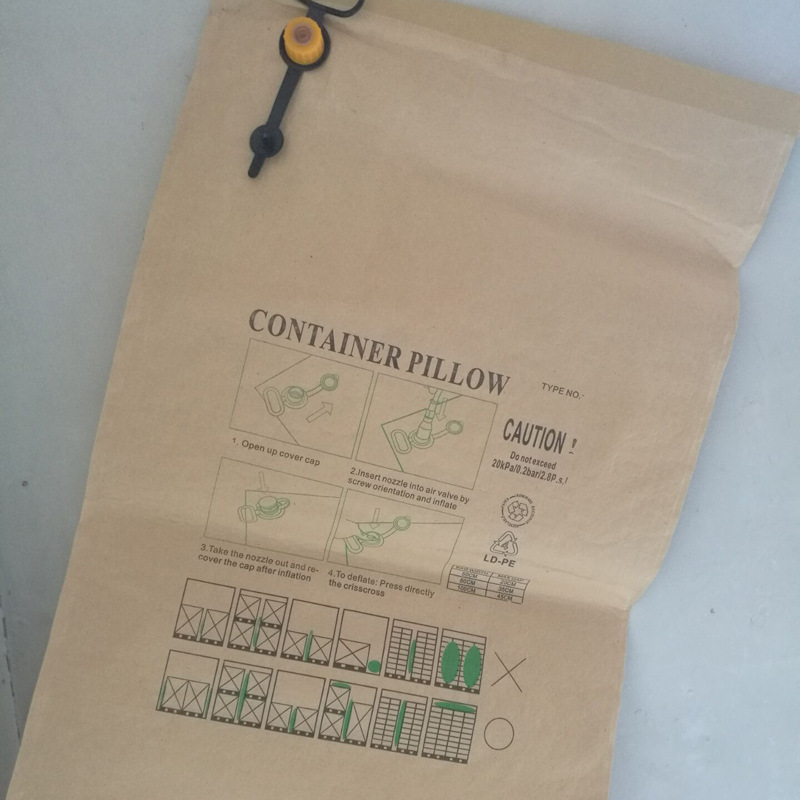 CONTAINER PILLOW
TYPE NO.
CAUTION !
Do not exceed
20kPa/0.2bar/2.8P.s.I
1. Open up cover cap
2.Insert nozzle into air valve by
screw orientation and inflate
3.Take the nozzle out and re-
cover the cap after inflation
4.To deflate: Press directly
the crisscross
4
LD-PE